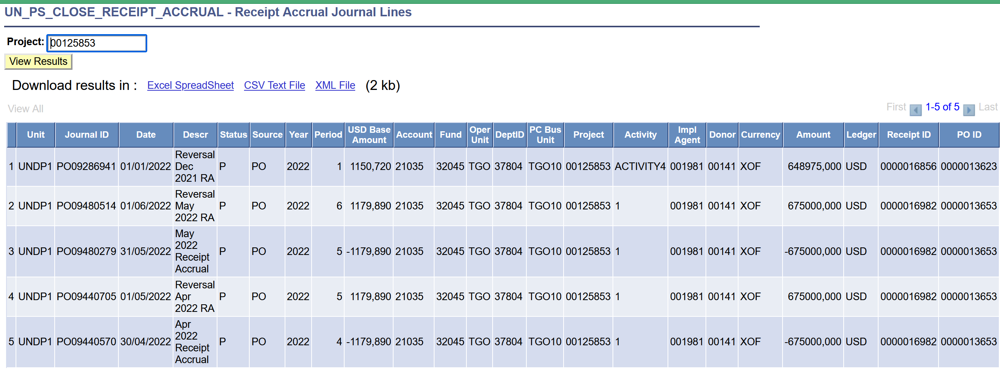 UN_PS_CLOSE_RECEIPT_ACCRUAL - Receipt Accrual Journal Lines
Project: 00125853
View Results
Download results in : Excel SpreadSheet CSV Text File XML File (2 kb)
View All First 1-5 of 5 Last
Unit Journal ID Date Descr Status Source Year Period USD Base Amount Account Fund Oper Unit DeptID PC Bus Unit Project Activity Impl Agent Donor Currency Amount Ledger Receipt ID PO ID
1 UNDP1 PO09286941 01/01/2022 Reversal Dec 2021 RA P PO 2022 1 1150,720 21035 32045 TGO 37804 TGO10 00125853 ACTIVITY4 001981 00141 XOF 648975,000 USD 0000016856 0000013623
2 UNDP1 PO09480514 01/06/2022 Reversal May 2022 RA P PO 2022 6 1179,890 21035 32045 TGO 37804 TGO10 00125853 1 001981 00141 XOF 675000,000 USD 0000016982 0000013653
3 UNDP1 PO09480279 31/05/2022 May 2022 Receipt Accrual P PO 2022 5 -1179,890 21035 32045 TGO 37804 TGO10 00125853 1 001981 00141 XOF -675000,000 USD 0000016982 0000013653
4 UNDP1 PO09440705 01/05/2022 Reversal Apr 2022 RA P PO 2022 5 1179,890 21035 32045 TGO 37804 TGO10 00125853 1 001981 00141 XOF 675000,000 USD 0000016982 0000013653
5 UNDP1 PO09440570 30/04/2022 Apr 2022 Receipt Accrual P PO 2022 4 -1179,890 21035 32045 TGO 37804 TGO10 00125853 1 001981 00141 XOF -675000,000 USD 0000016982 0000013653